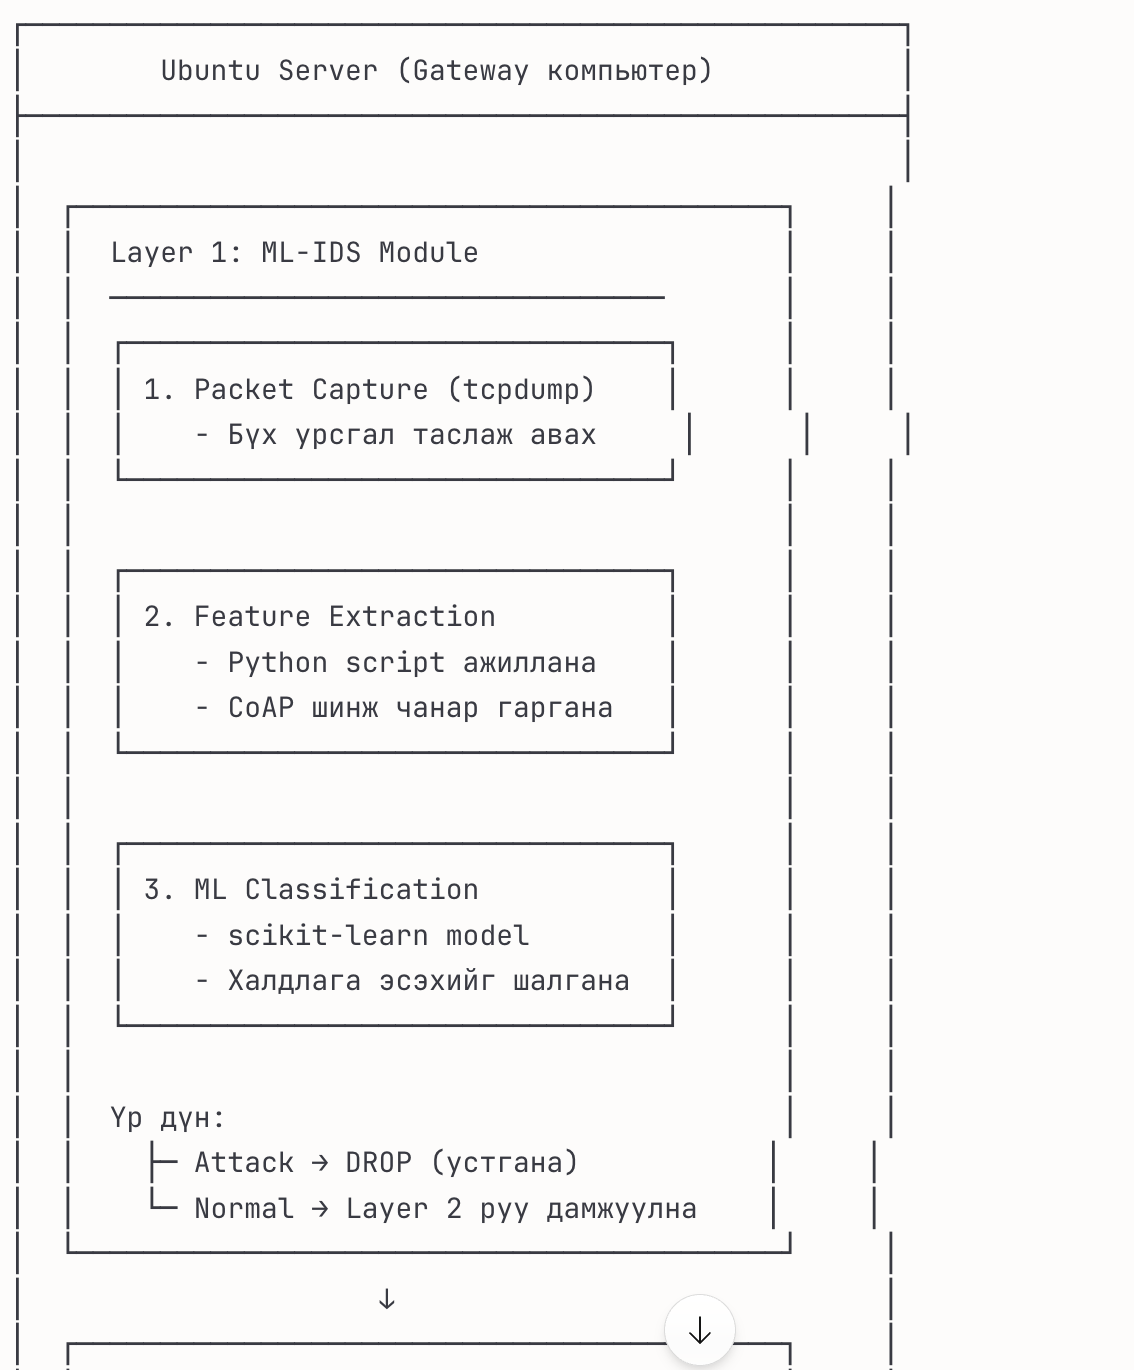 Ubuntu Server (Gateway компьютер)
Layer 1: ML-IDS Module
1. Packet Capture (tcpdump)
- Бүх урсгал таслаж авах
2. Feature Extraction
- Python script ажиллана
- CoAP шинж чанар гаргана
3. ML Classification
- scikit-learn model
- Халдлага эсэхийг шалгана
Үр дүн:
├─ Attack → DROP (устгана)
└─ Normal → Layer 2 руу дамжуулна
↓